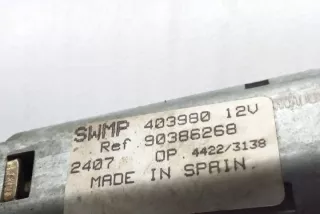 SWMP 403980 12V
Ref 90386268
2407 OP. 4422/3138
MADE IN SPAIN